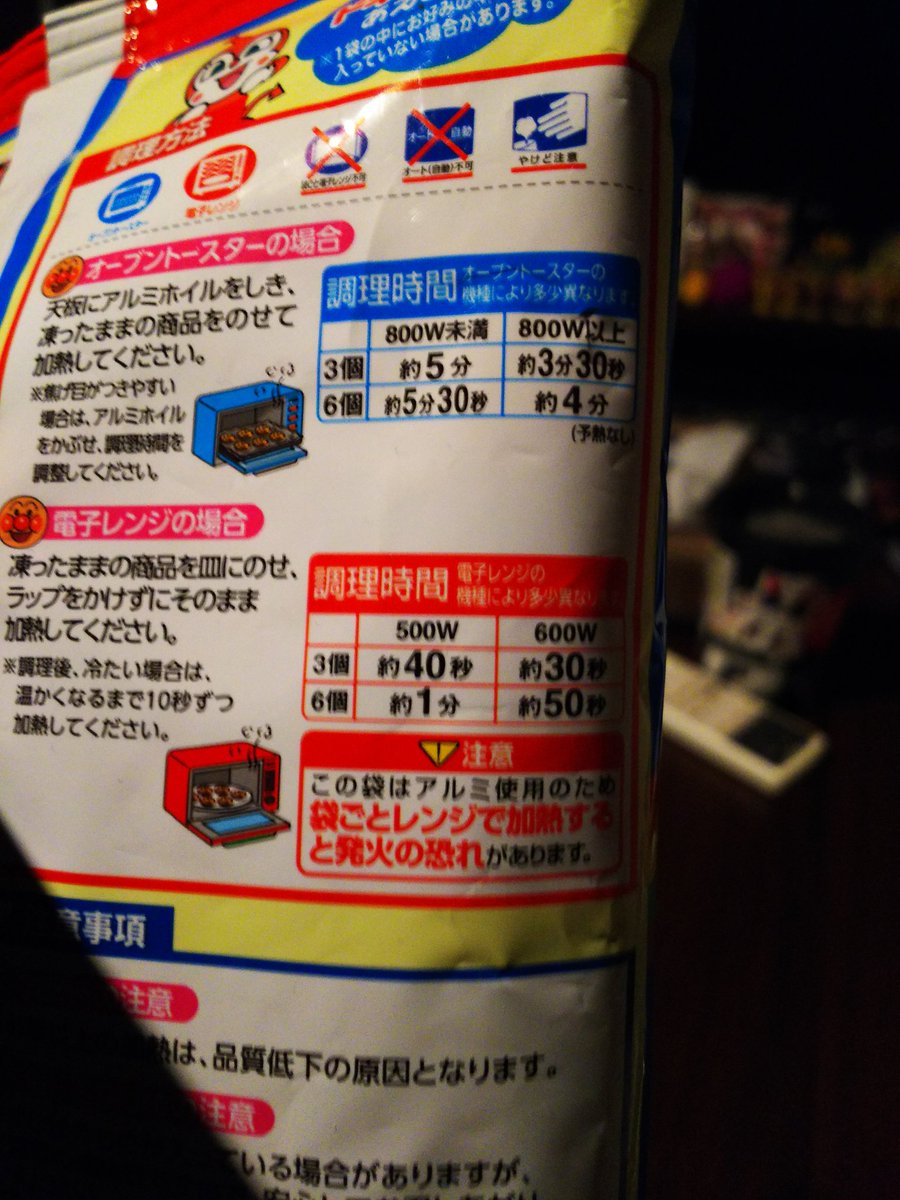 ※1袋の中にお好みの
入っていない場合があります。
調理方法
オーブントースター
電子レンジ
袋ごと電子レンジ不可
オート 自動
オート(自動)不可
やけど注意
オーブントースターの場合
天板にアルミホイルをしき、
凍ったままの商品をのせて
加熱してください。
※焦げ目がつきやすい
場合は、アルミホイル
をかぶせ、調理時間を
調整してください。
調理時間 オーブントースターの
機種により多少異なります。
800W未満 800W以上
3個 約5分 約3分30秒
6個 約5分30秒 約4分
(予熱なし)
電子レンジの場合
凍ったままの商品を皿にのせ、
ラップをかけずにそのまま
加熱してください。
※調理後、冷たい場合は、
温かくなるまで10秒ずつ
加熱してください。
調理時間 電子レンジの
機種により多少異なります
500W 600W
3個 約40秒 約30秒
6個 約1分 約50秒
注意
この袋はアルミ使用のため
袋ごとレンジで加熱する
と発火の恐れがあります。
意事項
注意
熱は、品質低下の原因となります。
注意
ている場合がありますが、